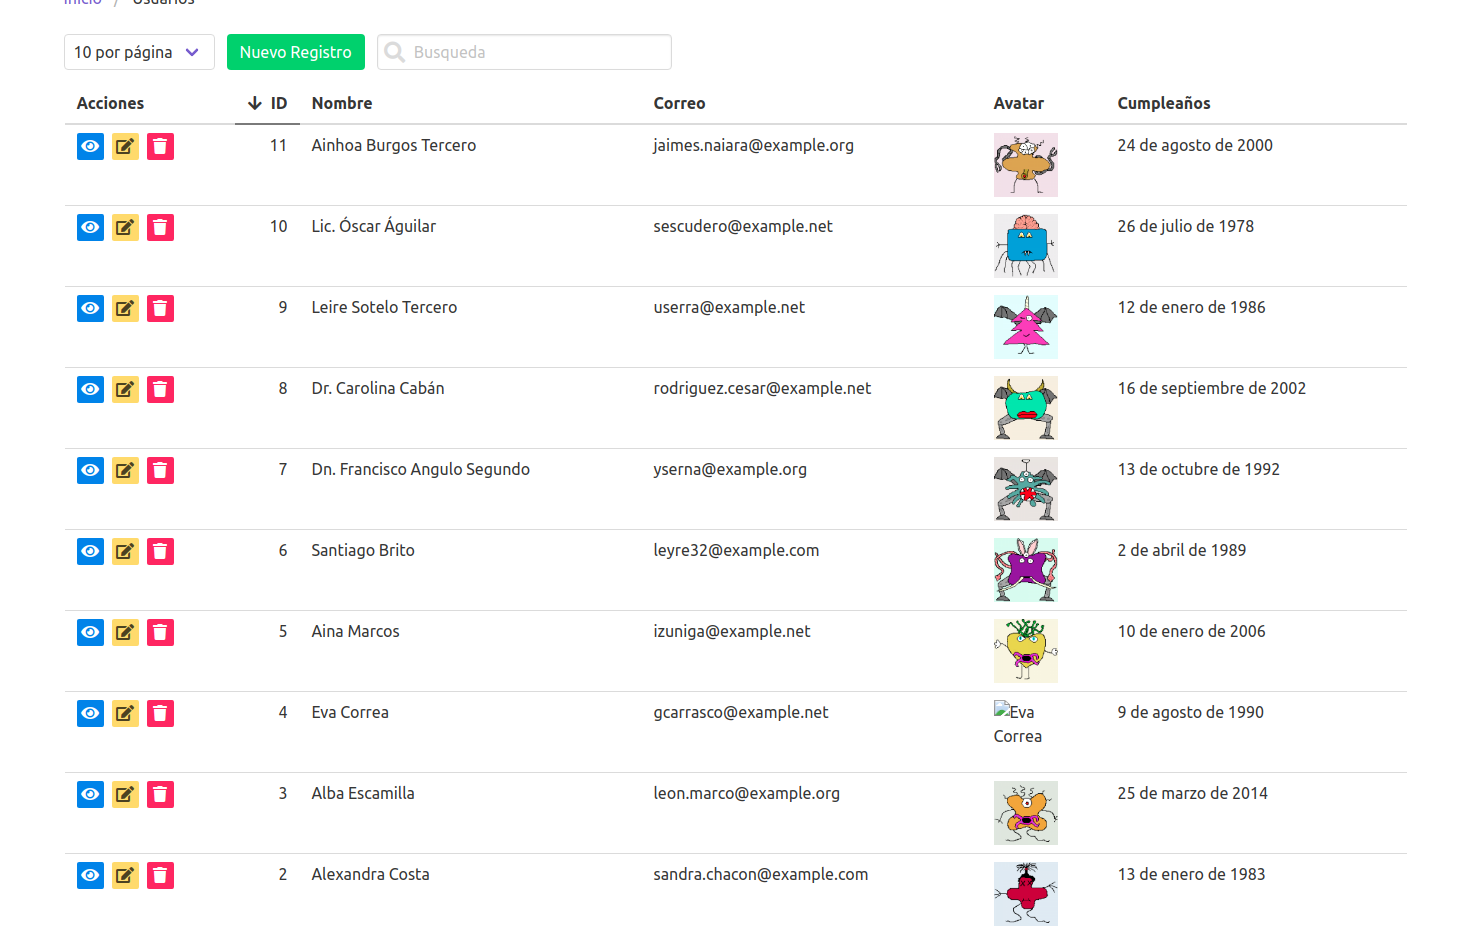 Inicio / Usuarios
10 por página Nuevo Registro Busqueda
Acciones ID Nombre Correo Avatar Cumpleaños
11 Ainhoa Burgos Tercero jaimes.naiara@example.org 24 de agosto de 2000
10 Lic. Óscar Águilar sescudero@example.net 26 de julio de 1978
9 Leire Sotelo Tercero userra@example.net 12 de enero de 1986
8 Dr. Carolina Cabán rodriguez.cesar@example.net 16 de septiembre de 2002
7 Dn. Francisco Angulo Segundo yserna@example.org 13 de octubre de 1992
6 Santiago Brito leyre32@example.com 2 de abril de 1989
5 Aina Marcos izuniga@example.net 10 de enero de 2006
4 Eva Correa gcarrasco@example.net Eva 9 de agosto de 1990
Correa
3 Alba Escamilla leon.marco@example.org 25 de marzo de 2014
2 Alexandra Costa sandra.chacon@example.com 13 de enero de 1983